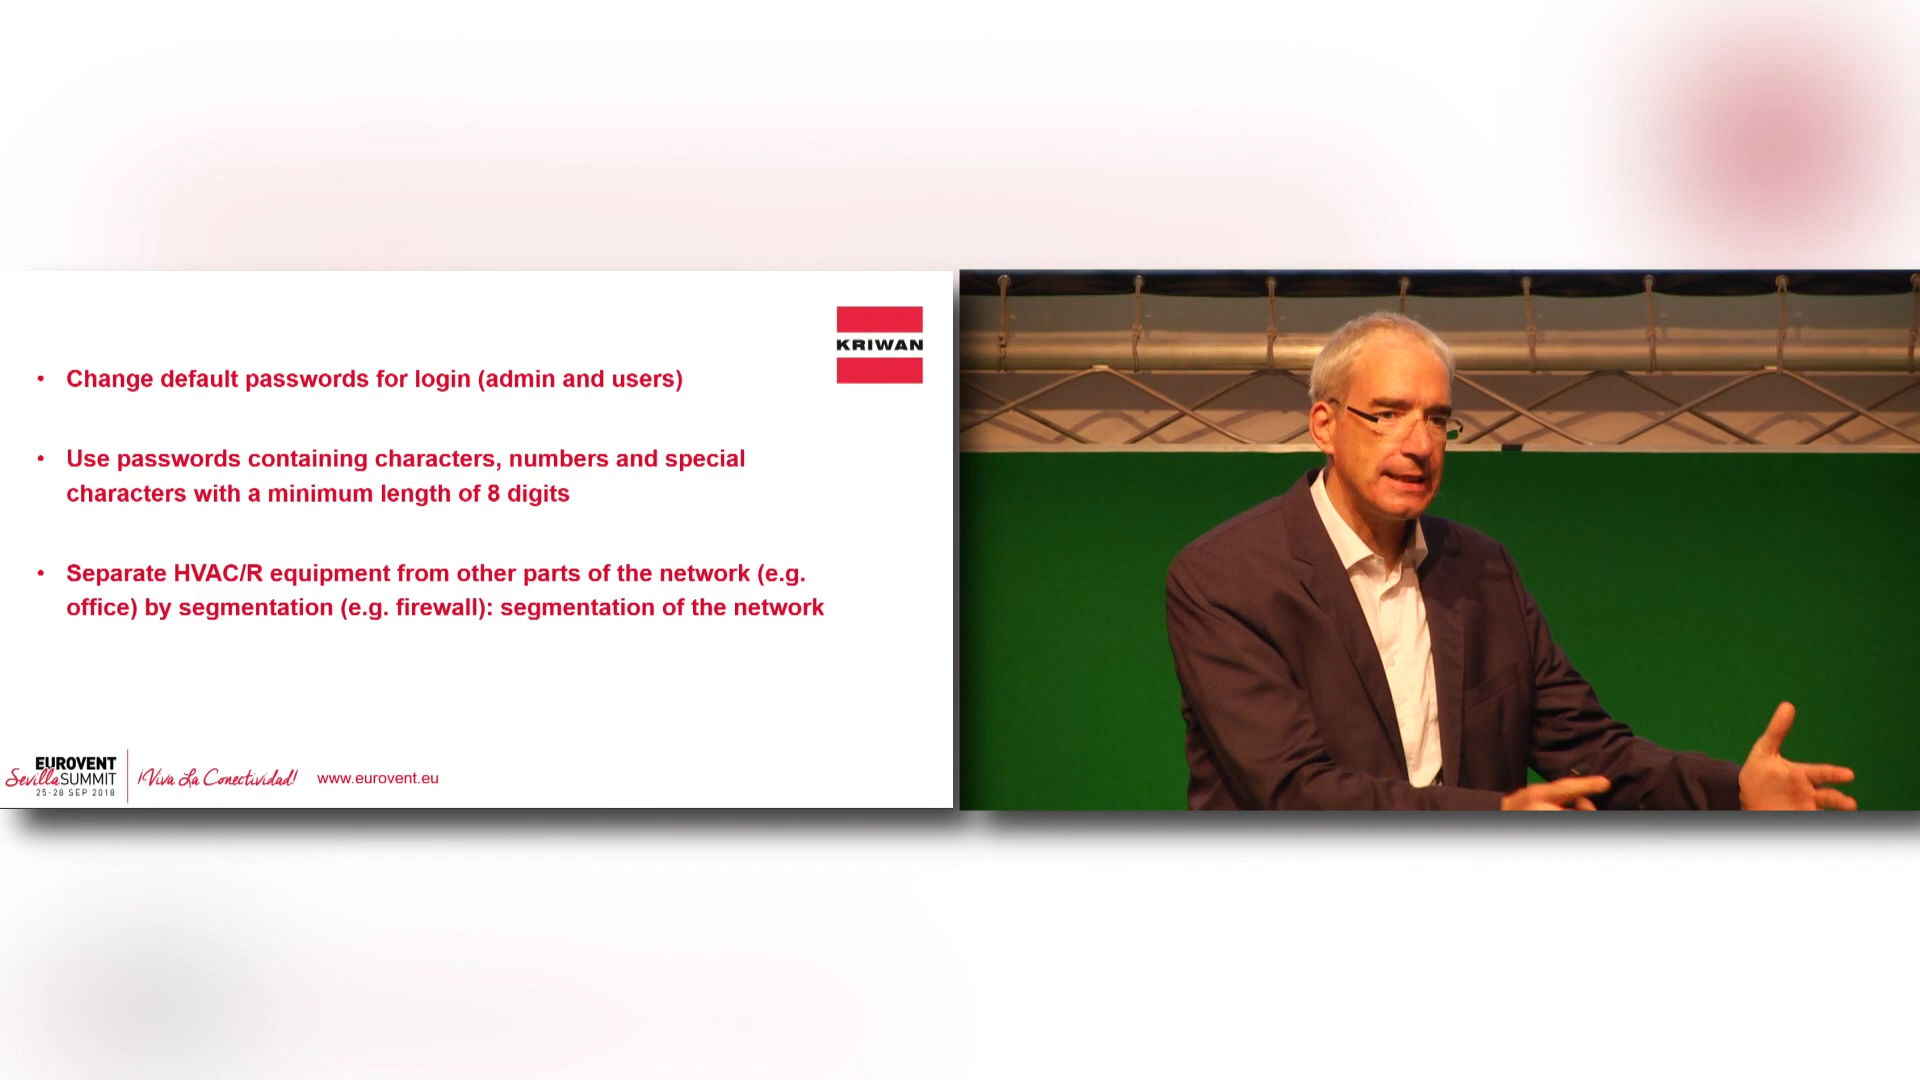 KRIWAN
• Change default passwords for login (admin and users)
• Use passwords containing characters, numbers and special
characters with a minimum length of 8 digits
• Separate HVAC/R equipment from other parts of the network (e.g.
office) by segmentation (e.g. firewall): segmentation of the network
EUROVENT
Sevilla SUMMIT
25-28 SEP 2018
¡Viva La Conectividad!
www.eurovent.eu